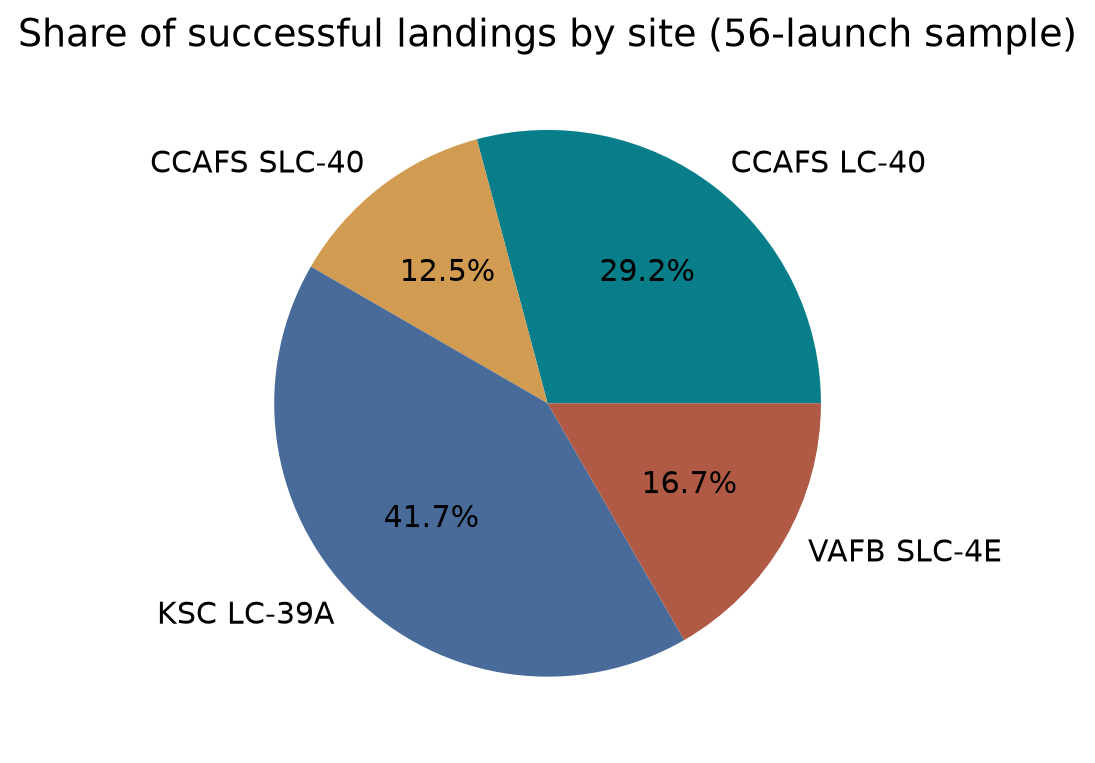 Share of successful landings by site (56-launch sample)
CCAFS SLC-40
CCAFS LC-40
12.5%
29.2%
16.7%
41.7%
VAFB SLC-4E
KSC LC-39A